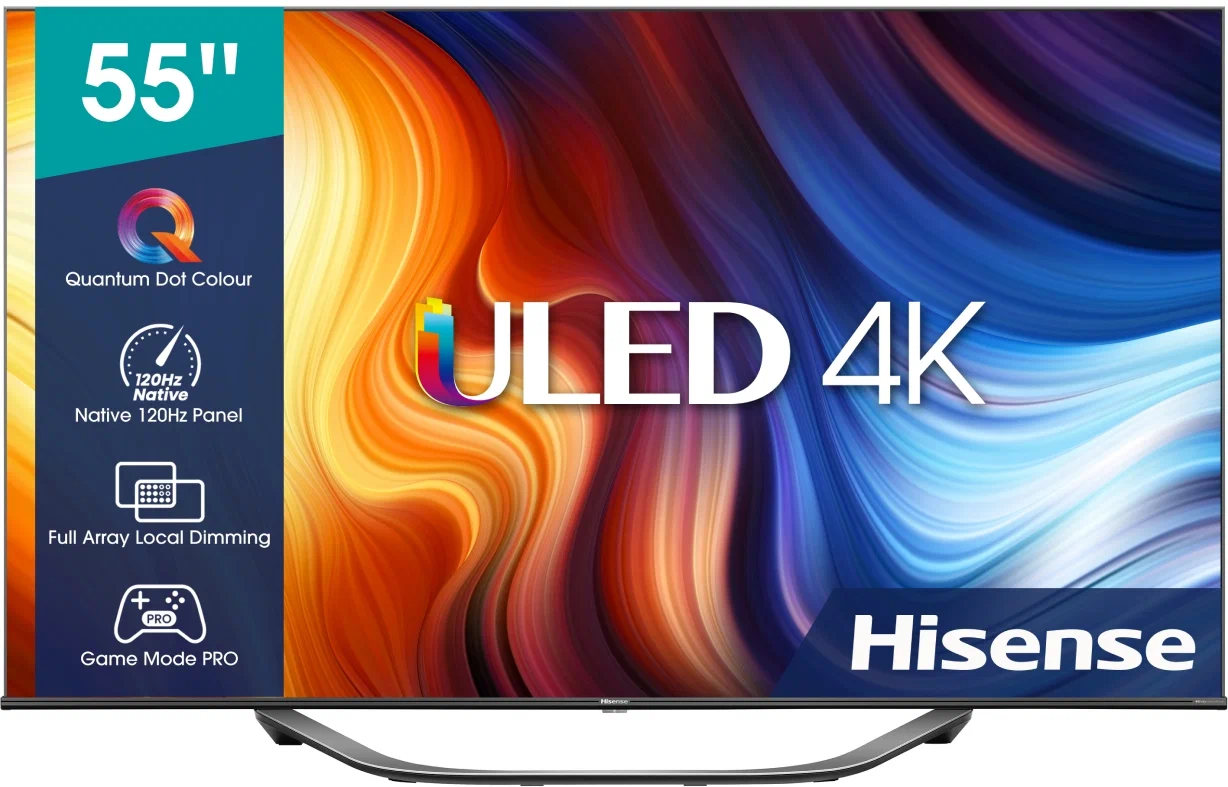 55"
Quantum Dot Colour
120Hz
Native
Native 120Hz Panel
Full Array Local Dimming
PRO
Game Mode PRO
ULED 4K
Hisense
Hisense